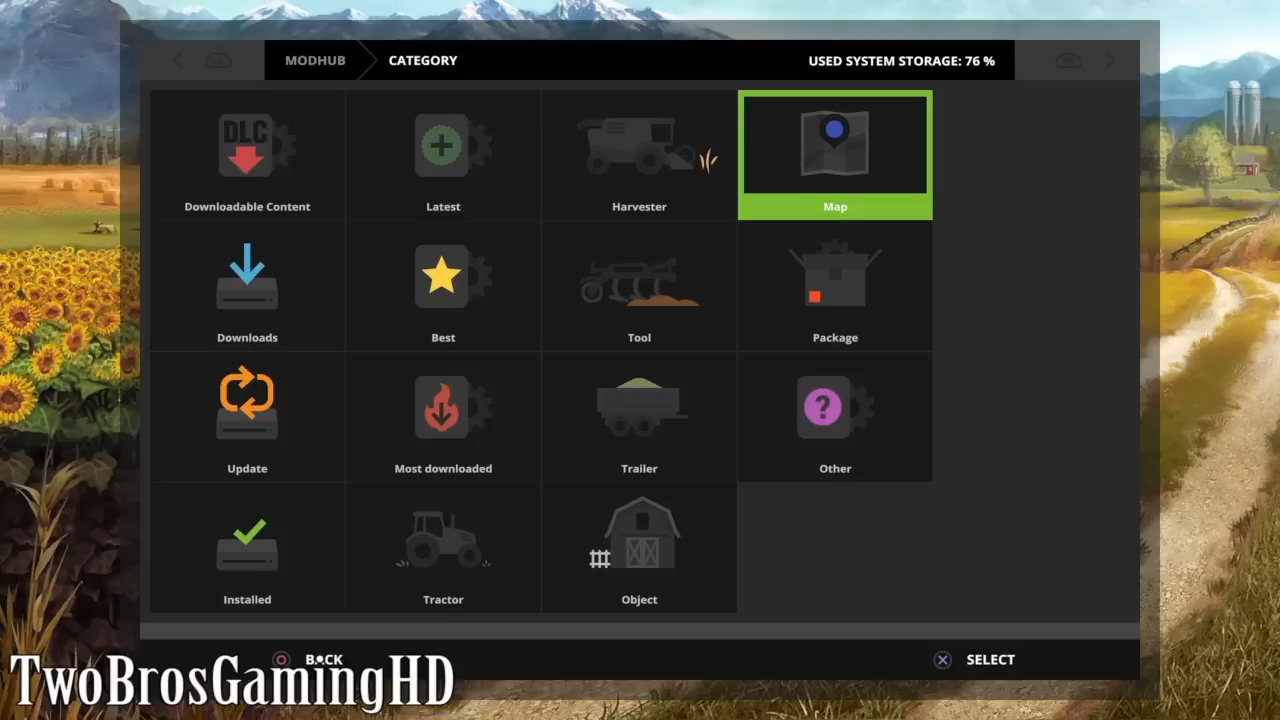 MODHUB
CATEGORY
USED SYSTEM STORAGE: 76 %
DLC
Downloadable Content
Latest
Harvester
Map
Downloads
Best
Tool
Package
?
Update
Most downloaded
Trailer
Other
Installed
Tractor
Object
BACK
SELECT
TwoBrosGamingHD